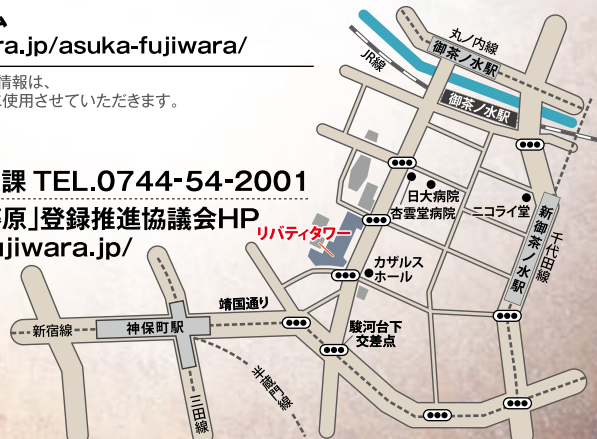 ra.jp/asuka-fujiwara/
情報は、
使用させていただきます。
課 TEL.0744-54-2001
原」登録推進協議会HP
ujiwara.jp/
丸ノ内線
御茶ノ水駅
JR線
御茶ノ水駅
日大病院
杏雲堂病院
ニコライ堂
新御茶ノ水駅
千代田線
リバティタワー
カザルス
ホール
靖国通り
駿河台下
交差点
新宿線
神保町駅
三田線
半蔵門線